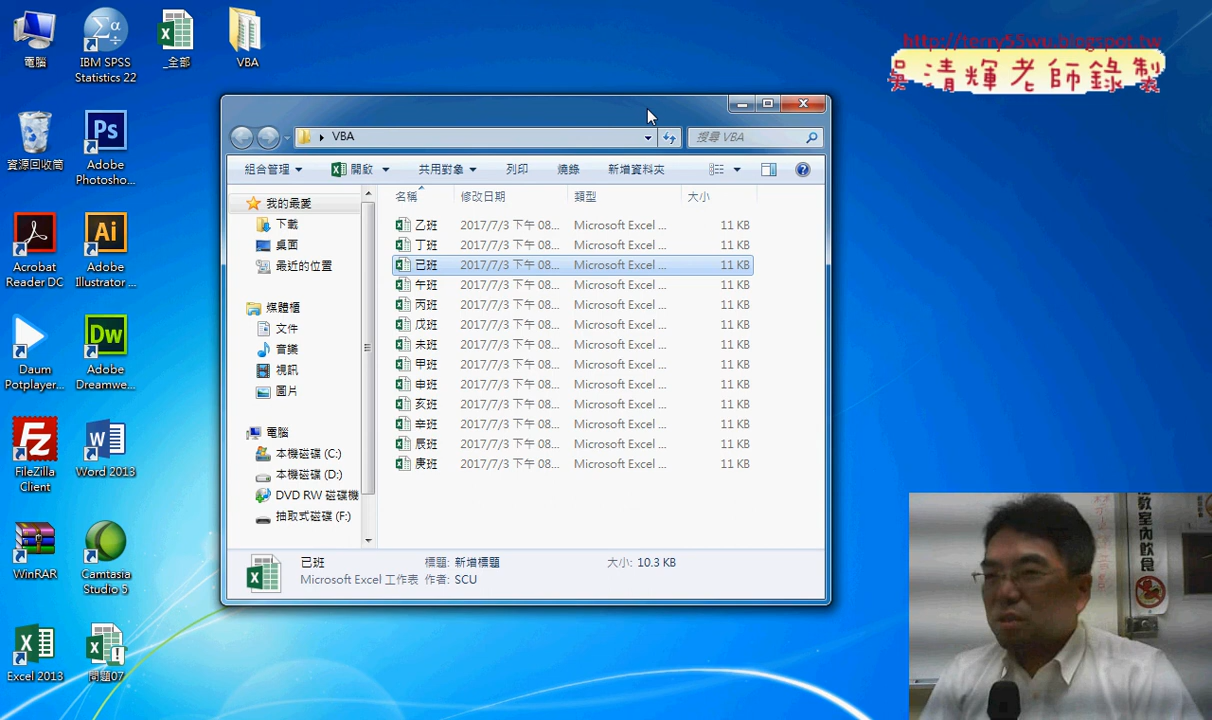 電腦
IBM SPSS
Statistics 22
_全部
VBA
http://terry55wu.blogspot.tw
吳清輝老師錄製
資源回收筒
Adobe
Photosho...
Acrobat
Reader DC
Adobe
Illustrator ...
Daum
Potplayer...
Adobe
Dreamwe...
FileZilla
Client
Word 2013
WinRAR
Camtasia
Studio 5
Excel 2013
問題07
VBA
搜尋 VBA
組合管理
開啟
共用對象
列印
燒錄
新增資料夾
名稱 修改日期 類型 大小
我的最愛
下載
桌面
最近的位置
媒體櫃
文件
音樂
視訊
圖片
電腦
本機磁碟 (C:)
本機磁碟 (D:)
DVD RW 磁碟機
抽取式磁碟 (F:)
乙班 2017/7/3 下午 08... Microsoft Excel ... 11 KB
丁班 2017/7/3 下午 08... Microsoft Excel ... 11 KB
已班 2017/7/3 下午 08... Microsoft Excel ... 11 KB
午班 2017/7/3 下午 08... Microsoft Excel ... 11 KB
丙班 2017/7/3 下午 08... Microsoft Excel ... 11 KB
戊班 2017/7/3 下午 08... Microsoft Excel ... 11 KB
未班 2017/7/3 下午 08... Microsoft Excel ... 11 KB
甲班 2017/7/3 下午 08... Microsoft Excel ... 11 KB
申班 2017/7/3 下午 08... Microsoft Excel ... 11 KB
亥班 2017/7/3 下午 08... Microsoft Excel ... 11 KB
辛班 2017/7/3 下午 08... Microsoft Excel ... 11 KB
辰班 2017/7/3 下午 08... Microsoft Excel ... 11 KB
庚班 2017/7/3 下午 08... Microsoft Excel ... 11 KB
已班 標題: 新增標題 大小: 10.3 KB
Microsoft Excel 工作表 作者: SCU
教室內飲食